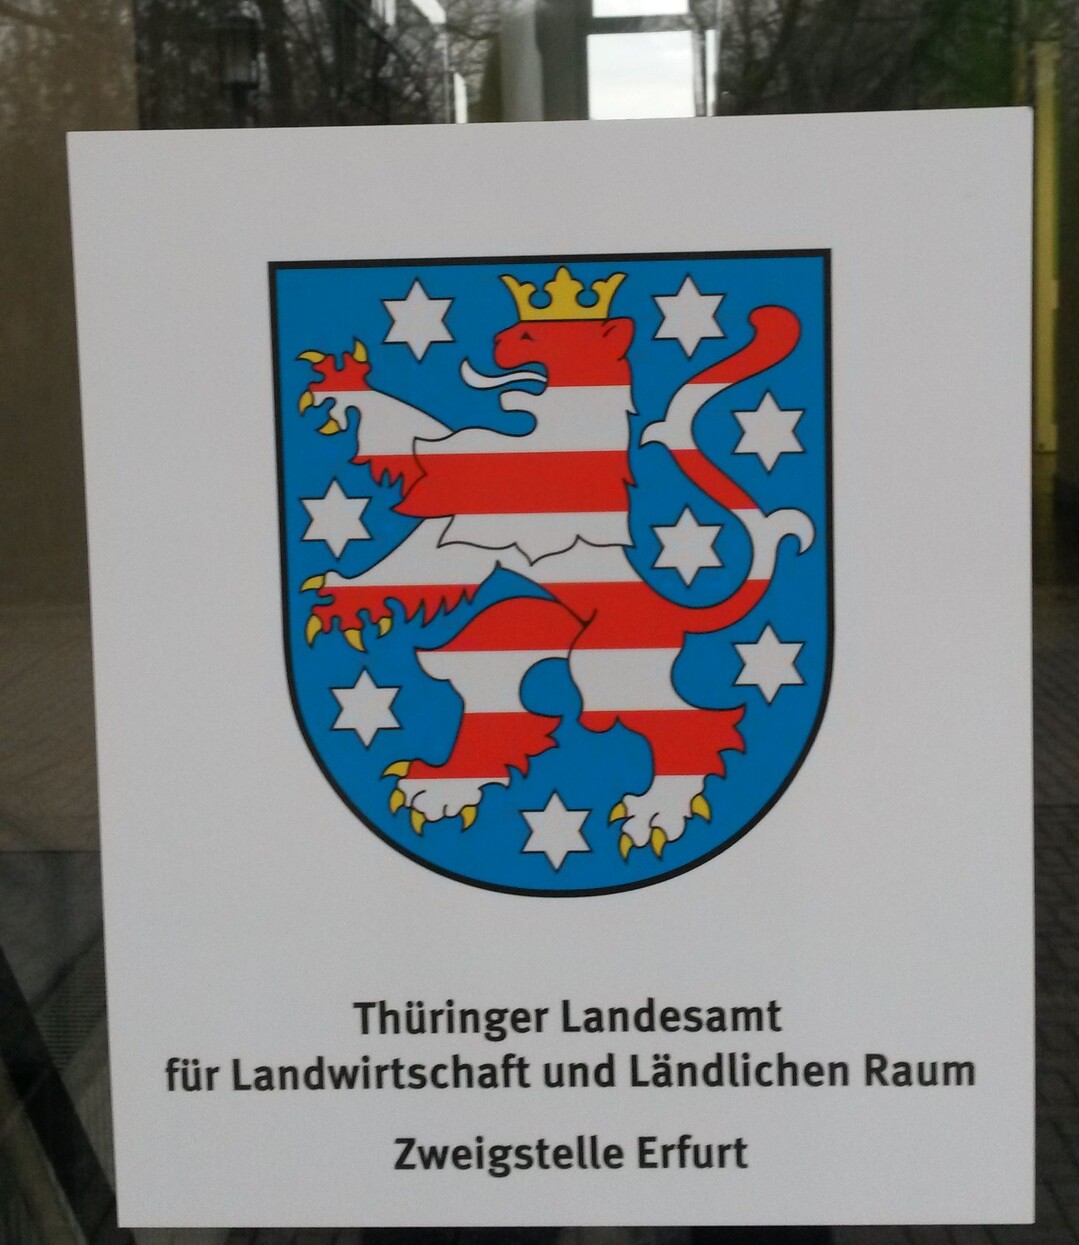 Thüringer Landesamt
für Landwirtschaft und Ländlichen Raum
Zweigstelle Erfurt